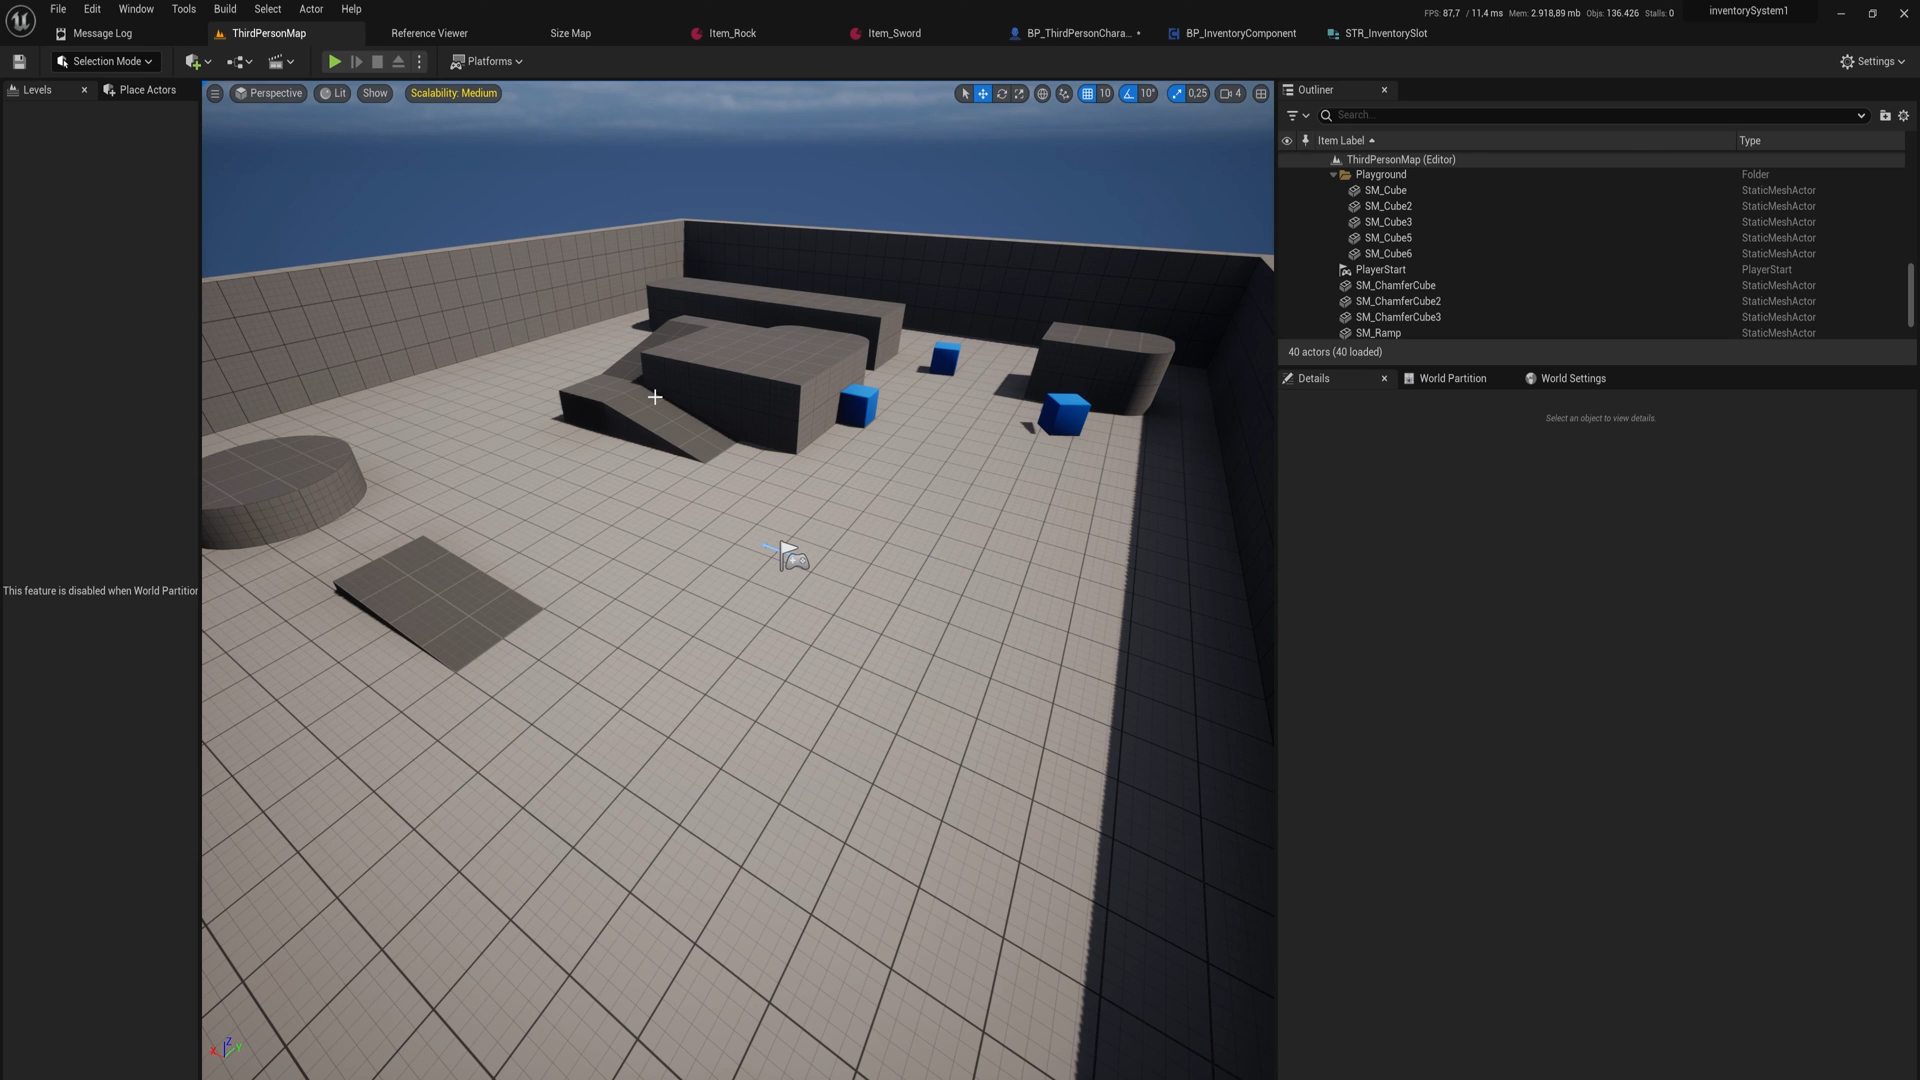 File Edit Window Tools Build Select Actor Help
FPS: 87,7 / 11,4 ms Mem: 2.918,89 mb Objs: 136.426 Stalls: 0
inventorySystem1
Message Log
ThirdPersonMap
Reference Viewer
Size Map
Item_Rock
Item_Sword
BP_ThirdPersonChara... •
BP_InventoryComponent
STR_InventorySlot
Selection Mode
Platforms
Settings
Levels
Place Actors
This feature is disabled when World Partition
Perspective
Lit
Show
Scalability: Medium
10
10°
0,25
4
Outliner
Search...
Item Label Type
ThirdPersonMap (Editor)
Playground Folder
SM_Cube StaticMeshActor
SM_Cube2 StaticMeshActor
SM_Cube3 StaticMeshActor
SM_Cube5 StaticMeshActor
SM_Cube6 StaticMeshActor
PlayerStart PlayerStart
SM_ChamferCube StaticMeshActor
SM_ChamferCube2 StaticMeshActor
SM_ChamferCube3 StaticMeshActor
SM_Ramp StaticMeshActor
40 actors (40 loaded)
Details
World Partition
World Settings
Select an object to view details.
X Z Y